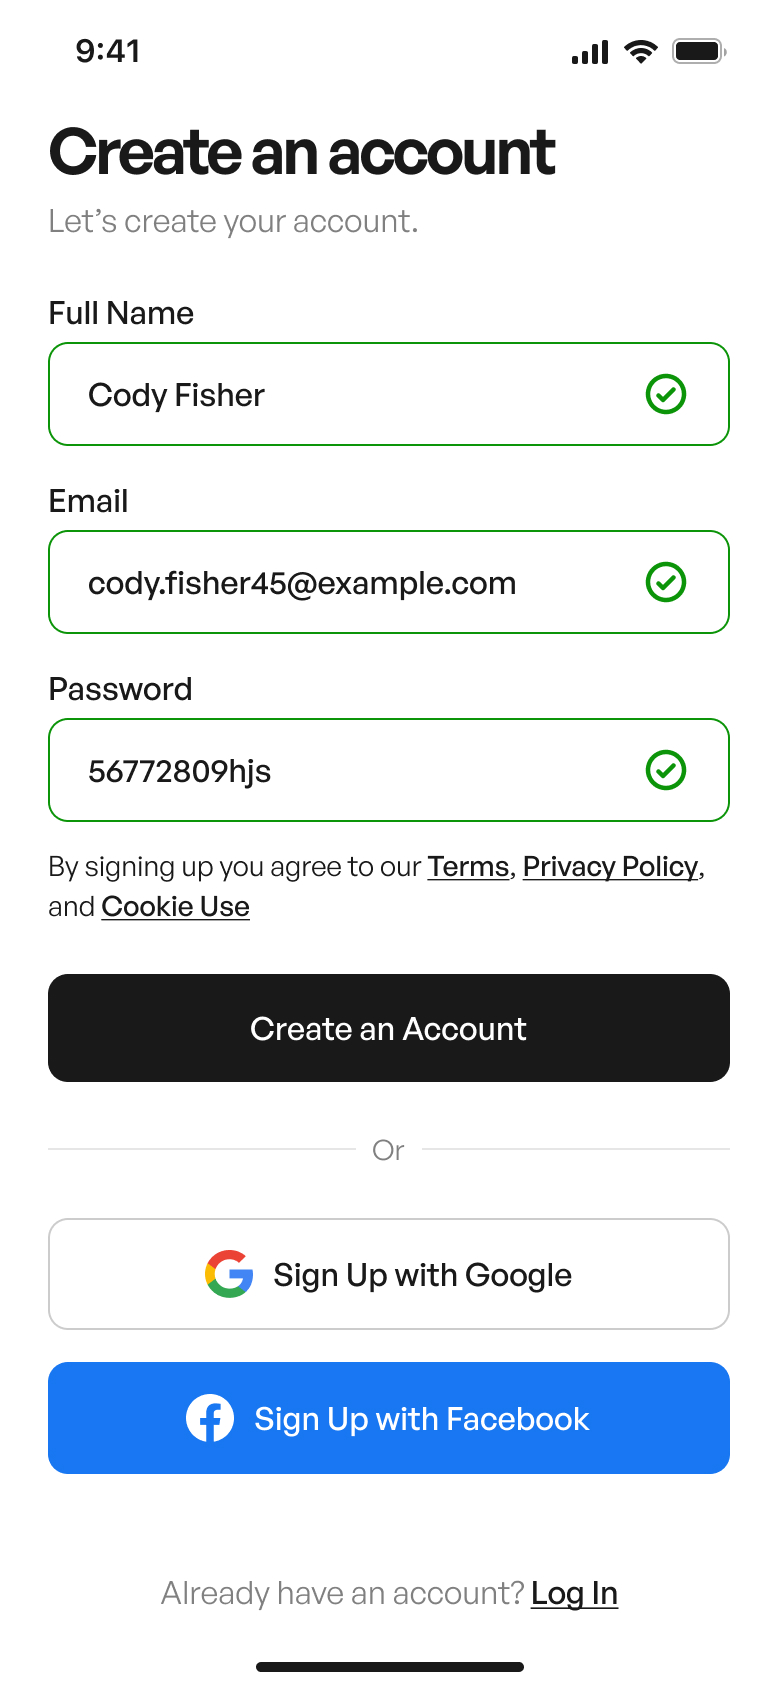 9:41
Create an account
Let’s create your account.
Full Name
Cody Fisher
Email
cody.fisher45@example.com
Password
56772809hjs
By signing up you agree to our Terms, Privacy Policy,
and Cookie Use
Create an Account
Or
Sign Up with Google
Sign Up with Facebook
Already have an account? Log In